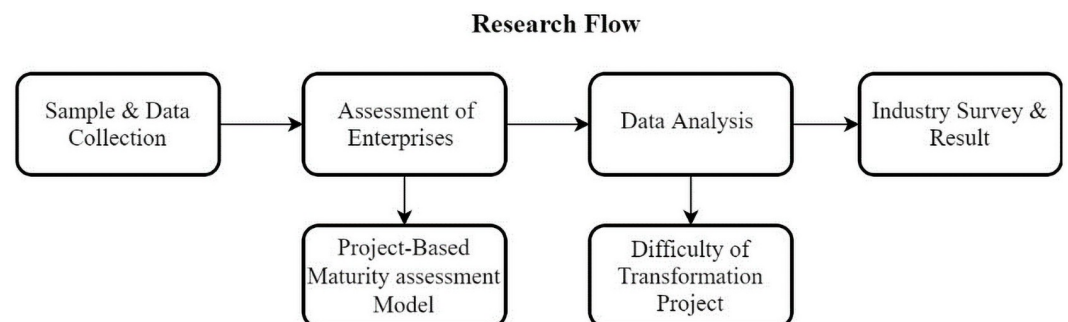 Research Flow
Sample & Data
Collection
Assessment of
Enterprises
Data Analysis
Industry Survey &
Result
Project-Based
Maturity assessment
Model
Difficulty of
Transformation
Project